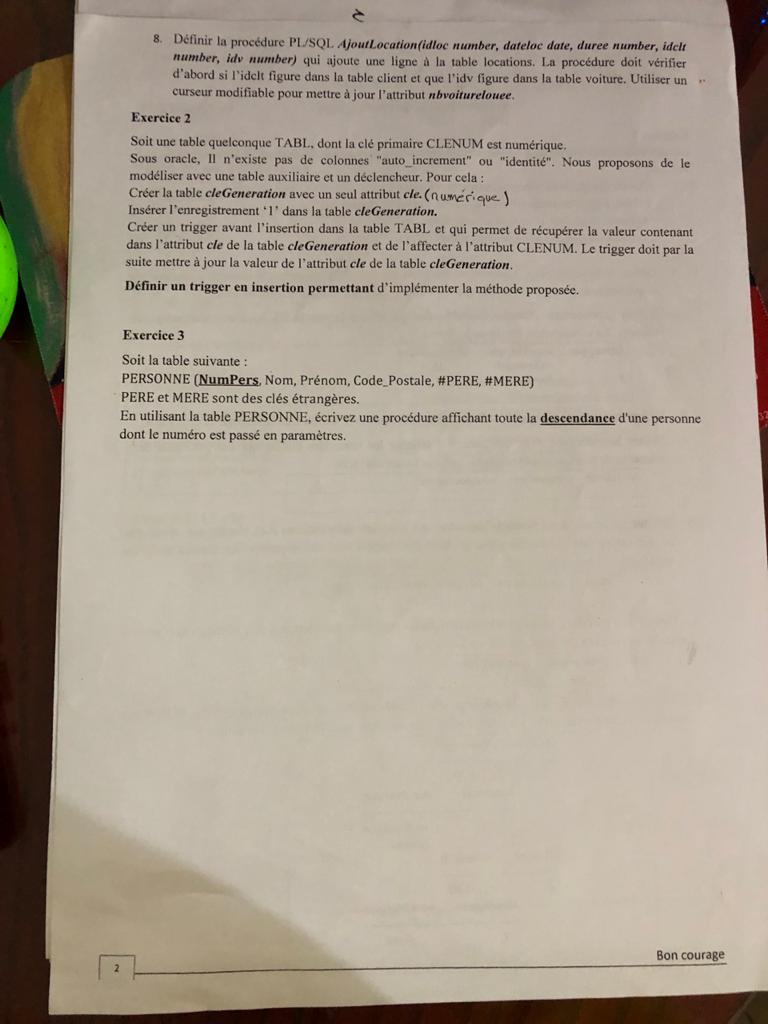 8. Définir la procédure PL/SQL AjoutLocation(idloc number, dateloc date, duree number, idclt
number, idv number) qui ajoute une ligne à la table locations. La procédure doit vérifier
d'abord si l'idclt figure dans la table client et que l'idv figure dans la table voiture. Utiliser un
curseur modifiable pour mettre à jour l'attribut nbvoiturelouee.
Exercice 2
Soit une table quelconque TABL, dont la clé primaire CLENUM est numérique.
Sous oracle, Il n'existe pas de colonnes "auto_increment" ou "identité". Nous proposons de le
modéliser avec une table auxiliaire et un déclencheur. Pour cela :
Créer la table cleGeneration avec un seul attribut cle. (numérique)
Insérer l'enregistrement '1' dans la table cleGeneration.
Créer un trigger avant l'insertion dans la table TABL et qui permet de récupérer la valeur contenant
dans l'attribut cle de la table cleGeneration et de l'affecter à l'attribut CLENUM. Le trigger doit par la
suite mettre à jour la valeur de l'attribut cle de la table cleGeneration.
Définir un trigger en insertion permettant d'implémenter la méthode proposée.
Exercice 3
Soit la table suivante :
PERSONNE (NumPers, Nom, Prénom, Code_Postale, #PERE, #MERE)
PERE et MERE sont des clés étrangères.
En utilisant la table PERSONNE, écrivez une procédure affichant toute la descendance d'une personne
dont le numéro est passé en paramètres.
Bon courage
2